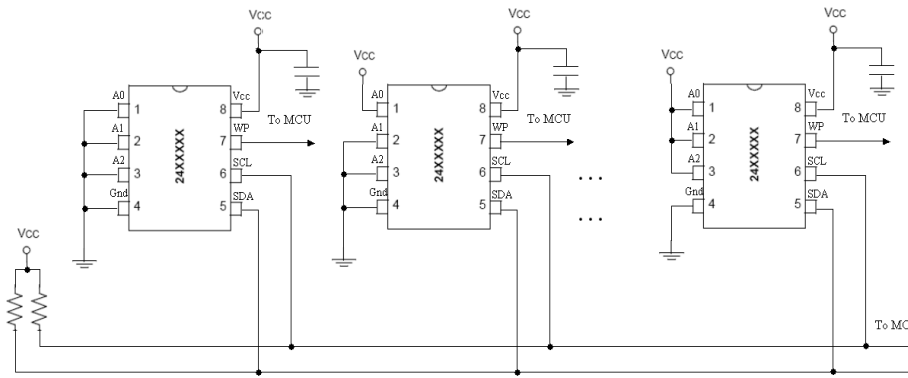 Vcc
Vcc
Vcc
Vcc
Vcc
A0 1 8 Vcc
A1 2 7 WP
A2 3 6 SCL
Gnd 4 5 SDA
24XXXXX
To MCU
A0 1 8 Vcc
A1 2 7 WP
A2 3 6 SCL
Gnd 4 5 SDA
24XXXXX
To MCU
...
...
A0 1 8 Vcc
A1 2 7 WP
A2 3 6 SCL
Gnd 4 5 SDA
24XXXXX
To MCU
Vcc
To MC